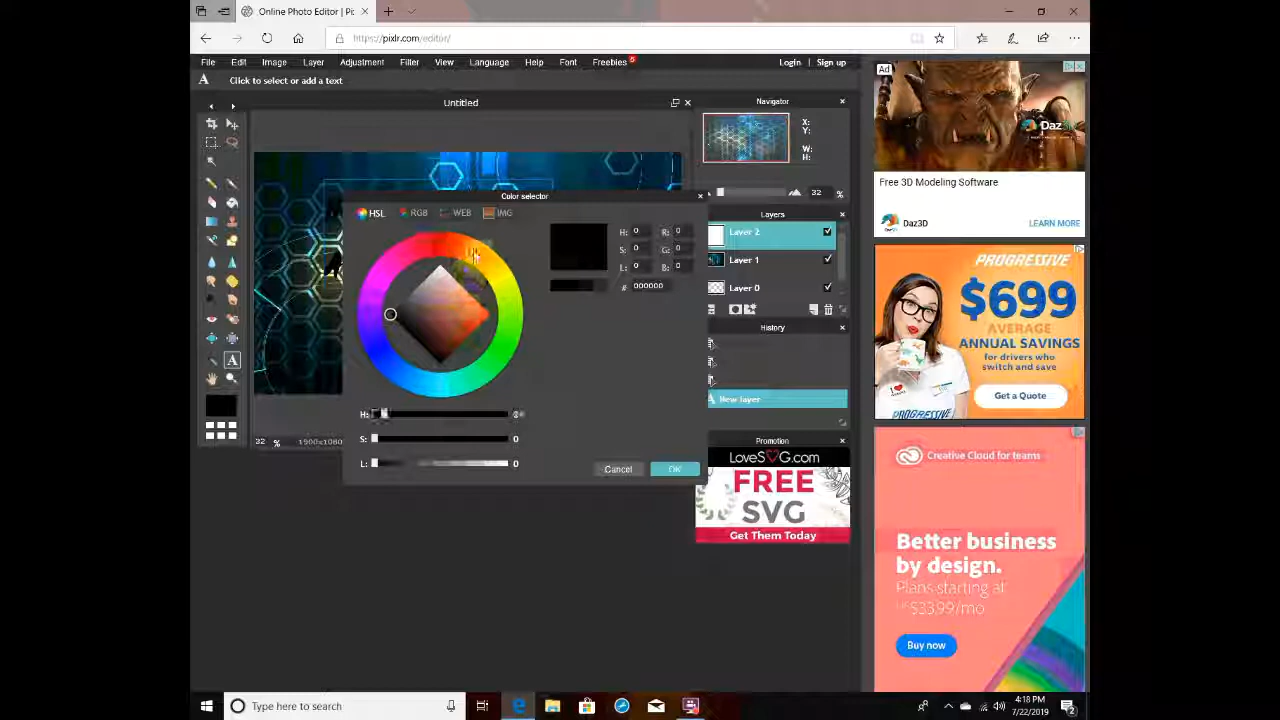 Online Photo Editor | Pi
https://pixlr.com/editor/
File Edit Image Layer Adjustment Filter View Language Help Font Freebies 5 Login | Sign up
A Click to select or add a text
Untitled
Navigator
X:
Y:
W:
H:
32 %
Color selector
HSL RGB WEB IMG
H: 0 R: 0
S: 0 G: 0
L: 0 B: 0
# 000000
H:
S: 0
L: 0
Cancel OK
32 % 1900x1080
Layers
Layer 2
Layer 1
Layer 0
History
New layer
Promotion
LoveSVG.com
FREE
SVG
Get Them Today
Ad
Daz3D
Free 3D Modeling Software
Daz3D LEARN MORE
PROGRESSIVE
$699
AVERAGE
ANNUAL SAVINGS
for drivers who
switch and save
Get a Quote
PROGRESSIVE
Creative Cloud for teams
Better business
by design.
Plans starting at
US$33.99/mo
Buy now
Type here to search
4:18 PM
7/22/2019
2